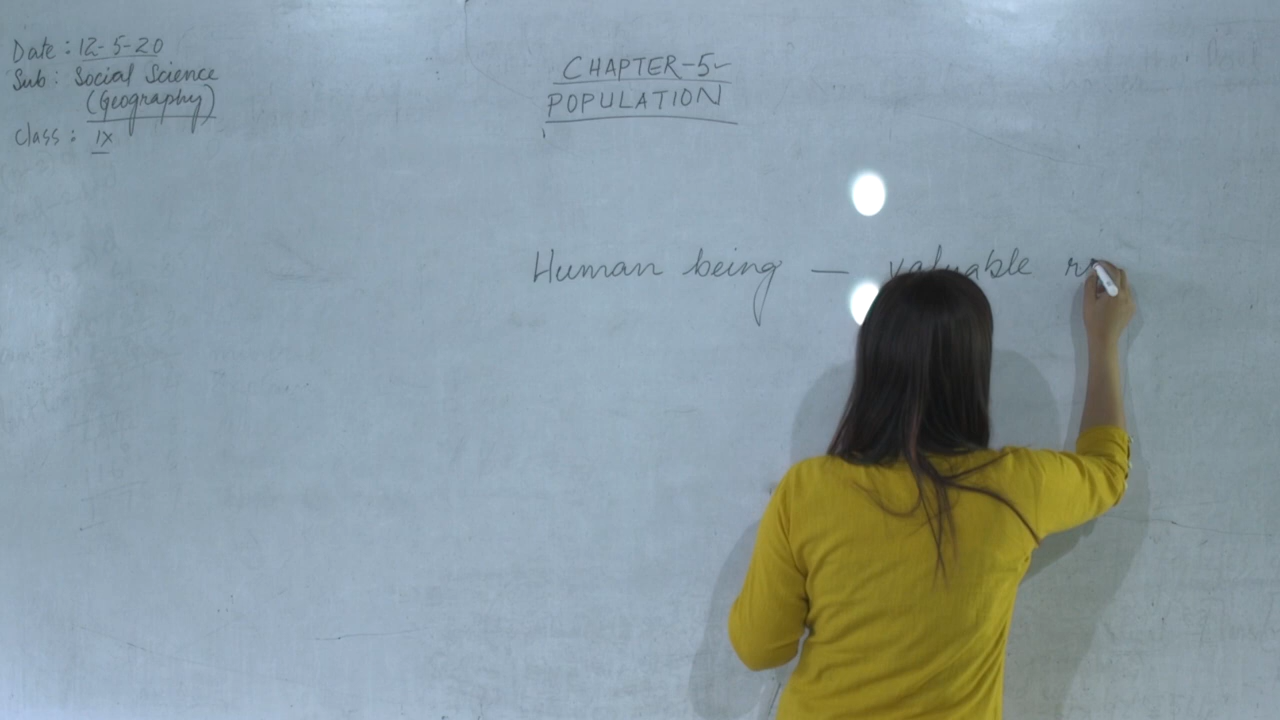 Date : 12-5-20
Sub : Social Science
(Geography)
Class : IX
CHAPTER-5
POPULATION
Human being — valuable